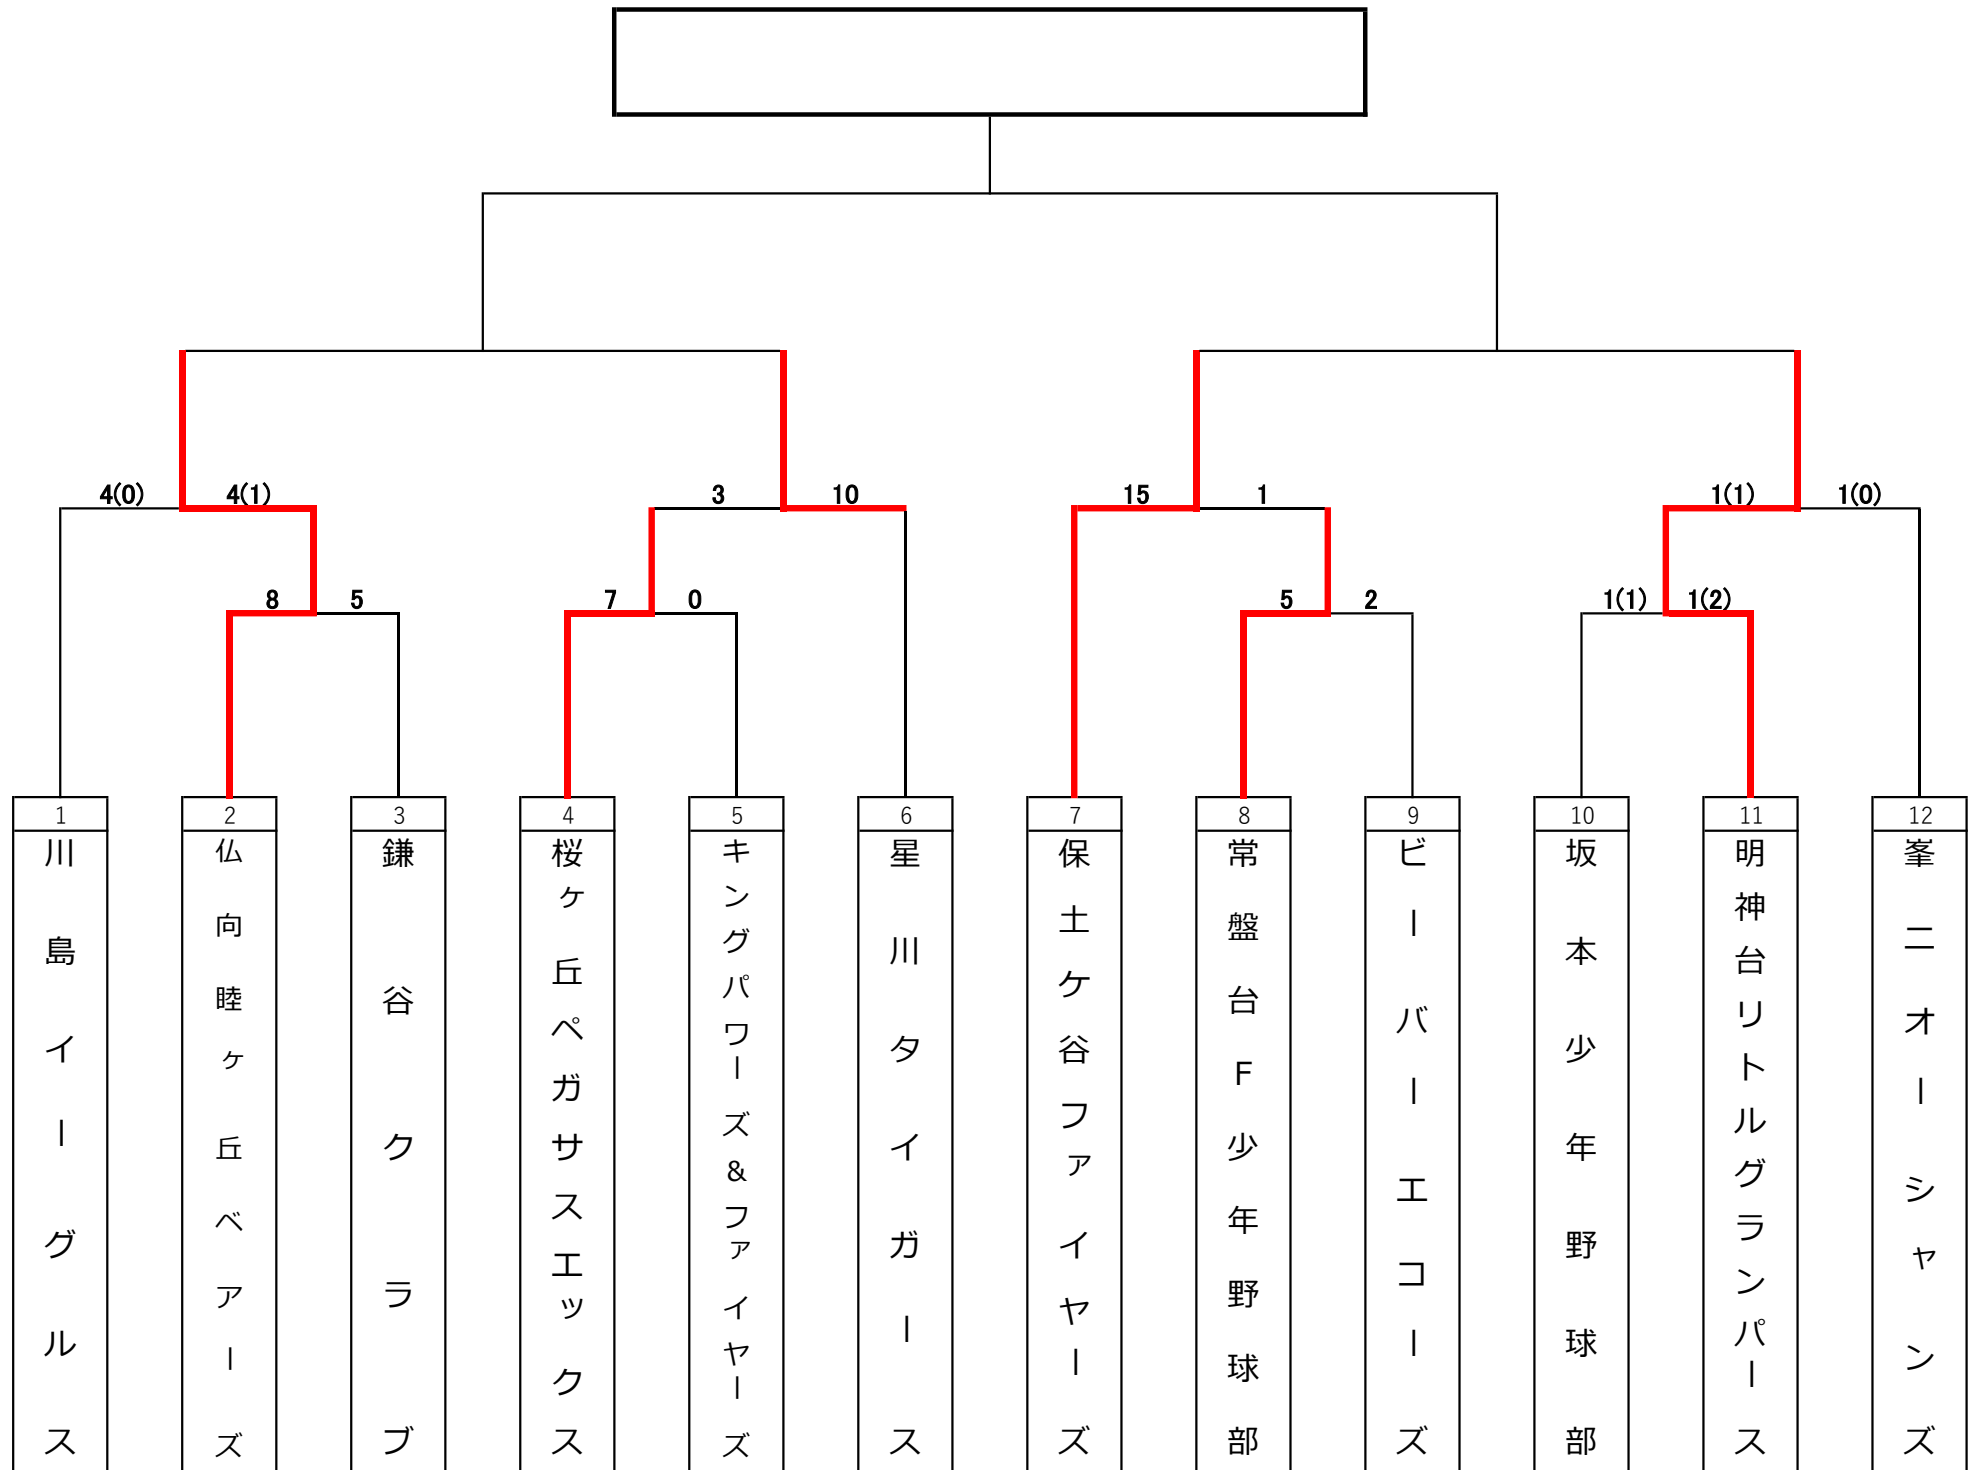 4(0) 4(1) 3 10 15 1 1(1) 1(0)
8 5 7 0 5 2 1(1) 1(2)
1 2 3 4 5 6 7 8 9 10 11 12
川島イーグルス
仏向睦ヶ丘ベアーズ
鎌谷クラブ
桜ヶ丘ペガサスエックス
キングパワーズ&ファイヤーズ
星川タイガース
保土ケ谷ファイヤーズ
常盤台F少年野球部
ビーバーエコーズ
坂本少年野球部
明神台リトルグランパース
峯二オーシャンズ